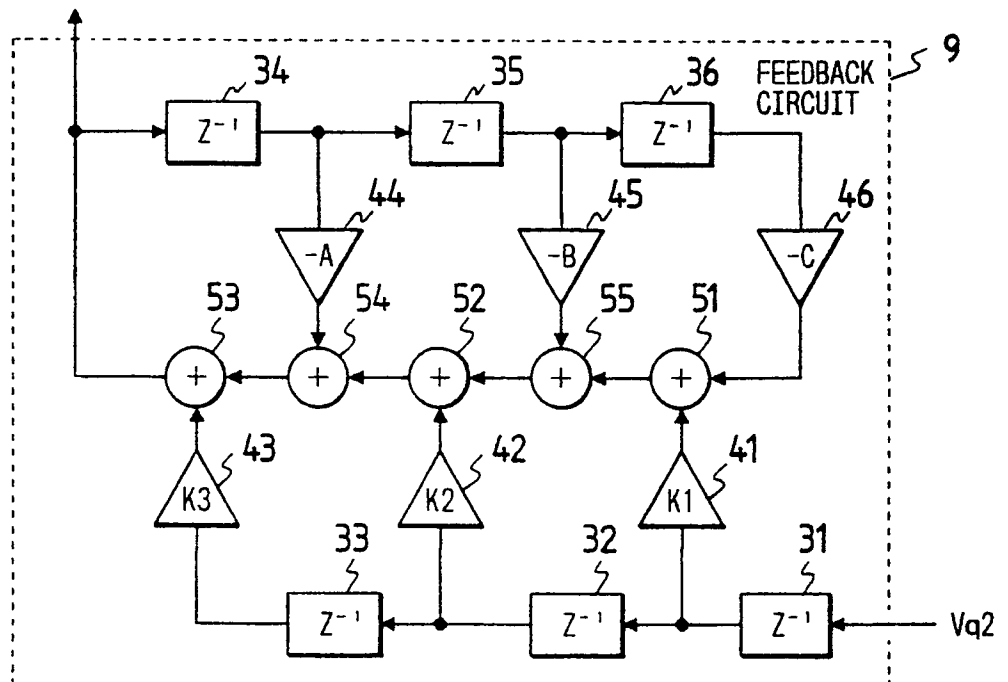 9
34
35
36
FEEDBACK
CIRCUIT
Z⁻¹
Z⁻¹
Z⁻¹
44
45
46
-A
-B
-C
53
54
52
55
51
+
+
+
+
+
43
42
41
K3
K2
K1
33
32
31
Z⁻¹
Z⁻¹
Z⁻¹
Vq2